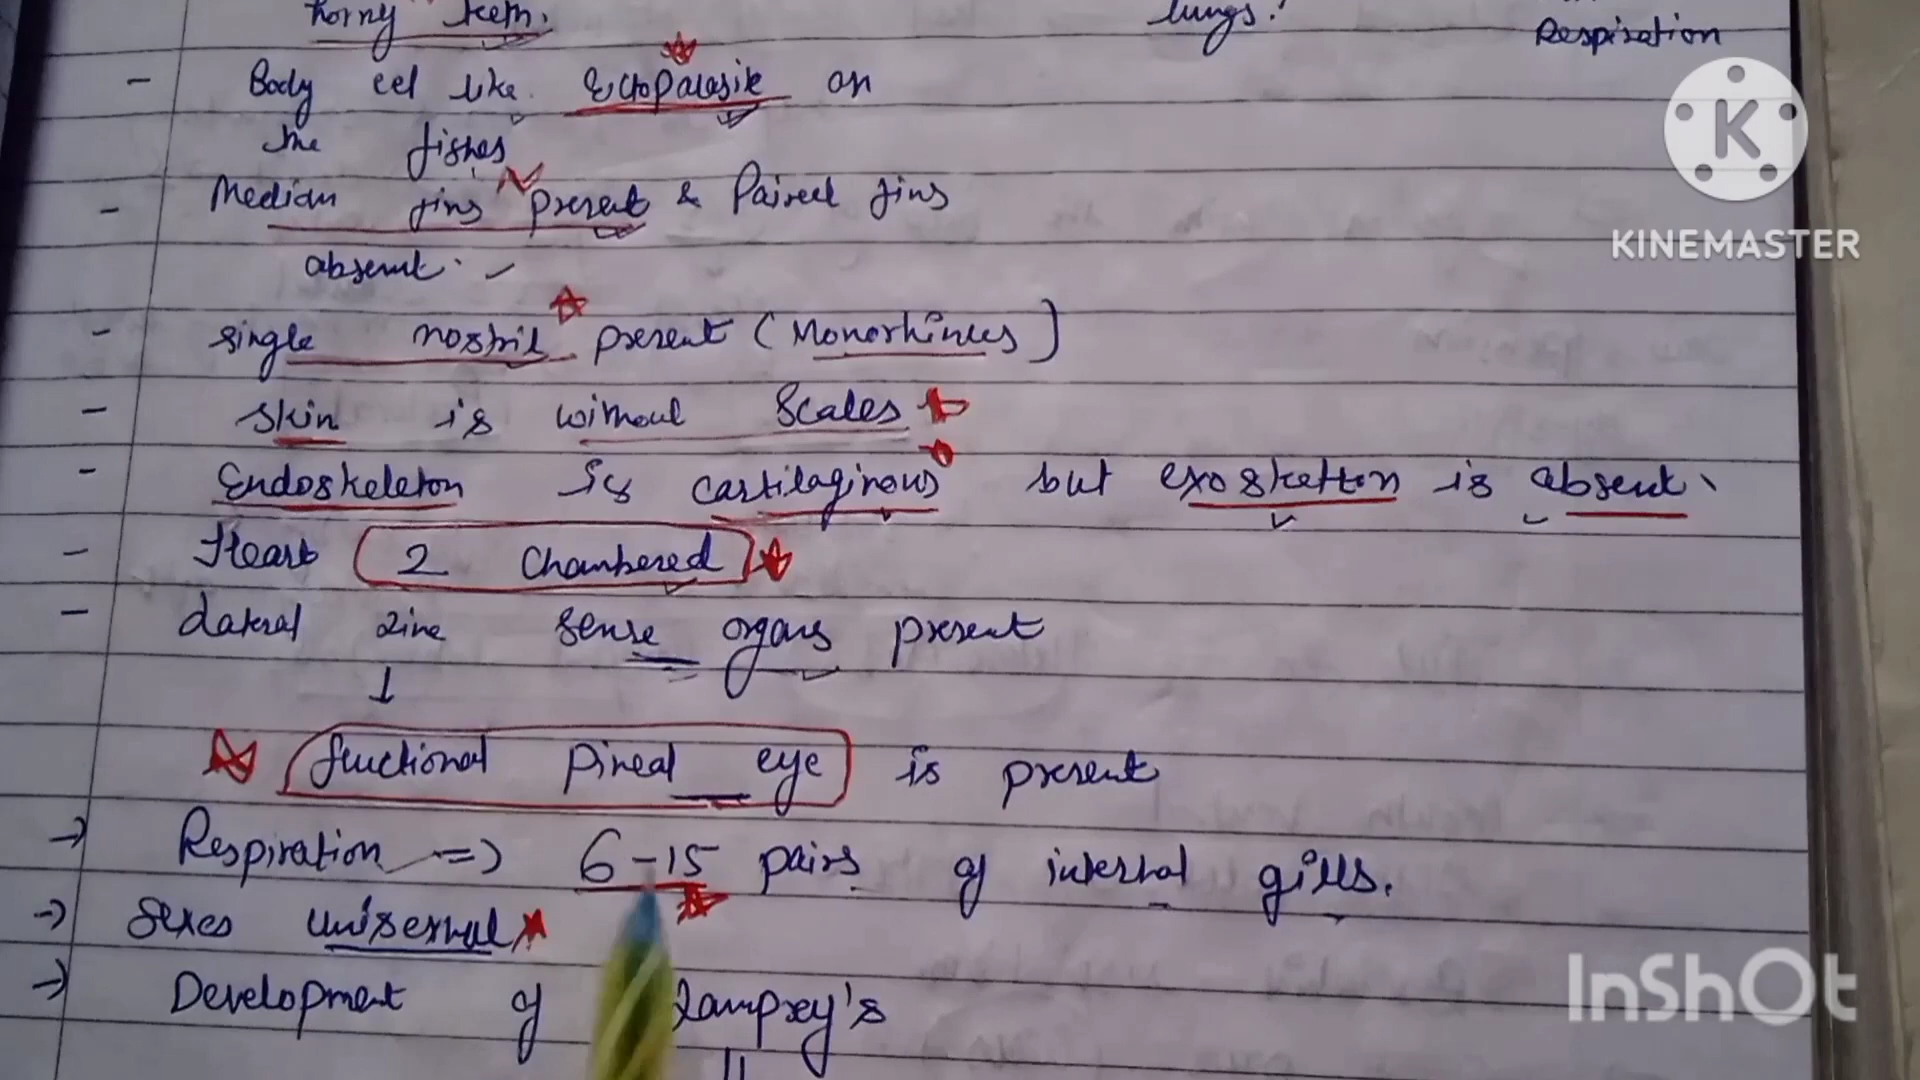 horny teeth.
lungs.
Respiration
- Body eel like. Ectoparasite on
the fishes
- Median fins present & Paired fins
absent.
- single nostril present (Monorhinus)
- skin is without scales
- Endoskeleton is cartilaginous but exoskelton is absent.
- Heart 2 Chambered
- Lateral line sense organs present
↓
functional Pineal eye is present
→ Respiration => 6-15 pairs of internal gills.
→ Sexes unisexual
→ Development of Lamprey's
K
KINEMASTER
InShOt